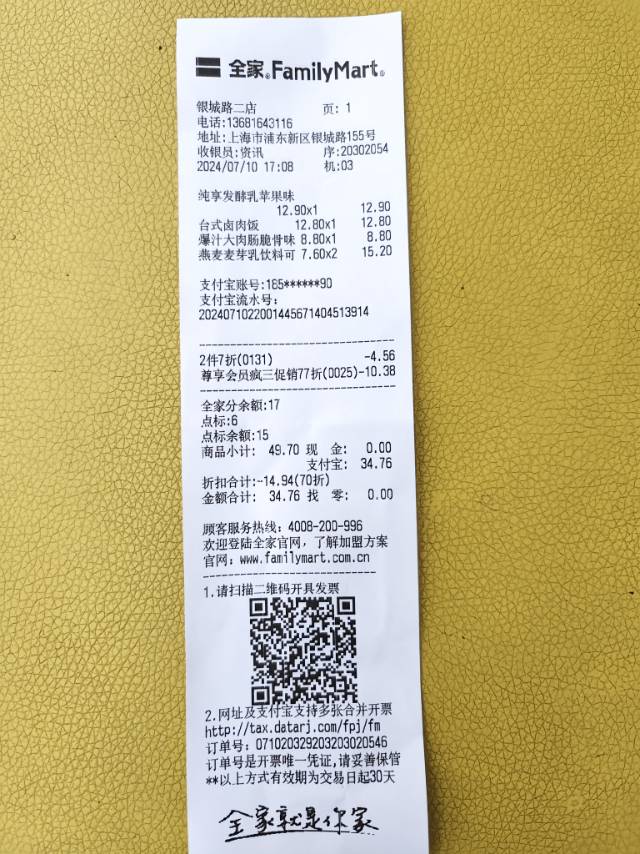 全家®FamilyMart®
银城路二店 页: 1
电话:13681643116
地址:上海市浦东新区银城路155号
收银员:资讯 序:20302054
2024/07/10 17:08 机:03
纯享发酵乳苹果味
12.90x1 12.90
台式卤肉饭 12.80x1 12.80
爆汁大肉肠脆骨味 8.80x1 8.80
燕麦麦芽乳饮料可 7.60x2 15.20
支付宝账号:185******90
支付宝流水号:
2024071022001445671404513914
2件7折(0131) -4.56
尊享会员疯三促销77折(0025)-10.38
全家分余额:17
点标:6
点标余额:15
商品小计: 49.70 现 金: 0.00
支付宝: 34.76
折扣合计:-14.94(70折)
金额合计: 34.76 找 零: 0.00
顾客服务热线: 4008-200-996
欢迎登陆全家官网,了解加盟方案
官网: www.familymart.com.cn
1.请扫描二维码开具发票
2.网址及支付宝支持多张合并开票
http://tax.datarj.com/fpj/fm
订单号: 071020329203203020546
订单号是开票唯一凭证,请妥善保管
**以上方式有效期为交易日起30天
全家就是你家